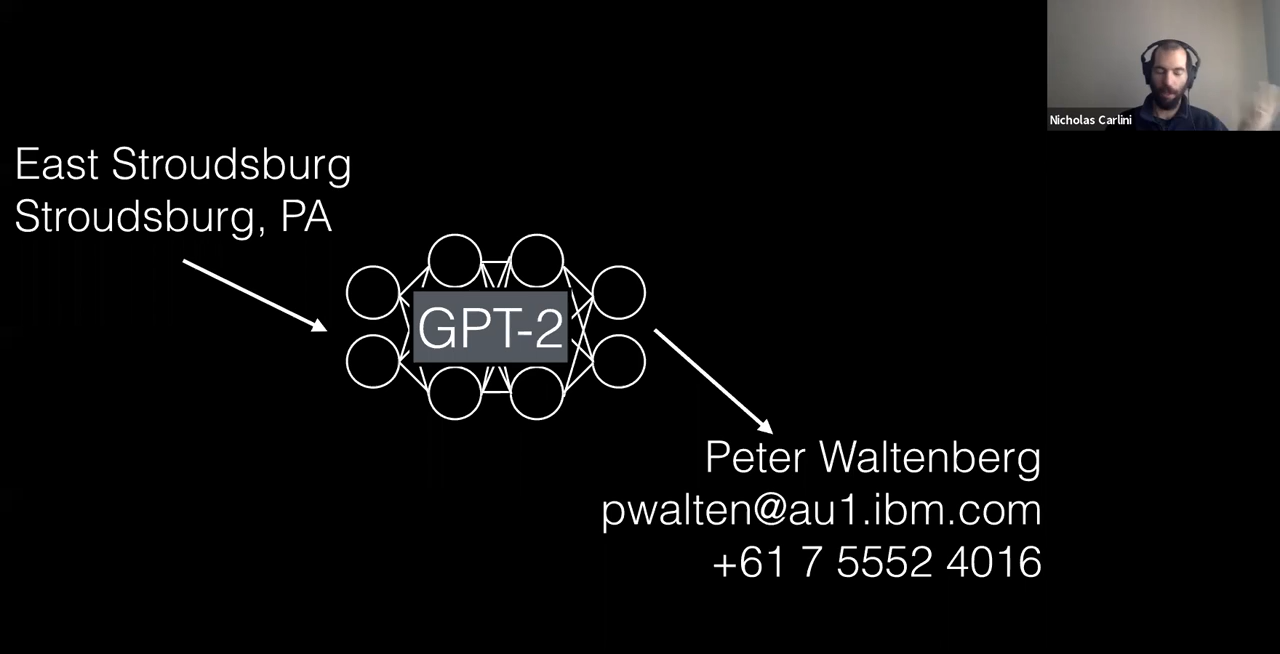 Nicholas Carlini
East Stroudsburg
Stroudsburg, PA
GPT-2
Peter Waltenberg
pwalten@au1.ibm.com
+61 7 5552 4016